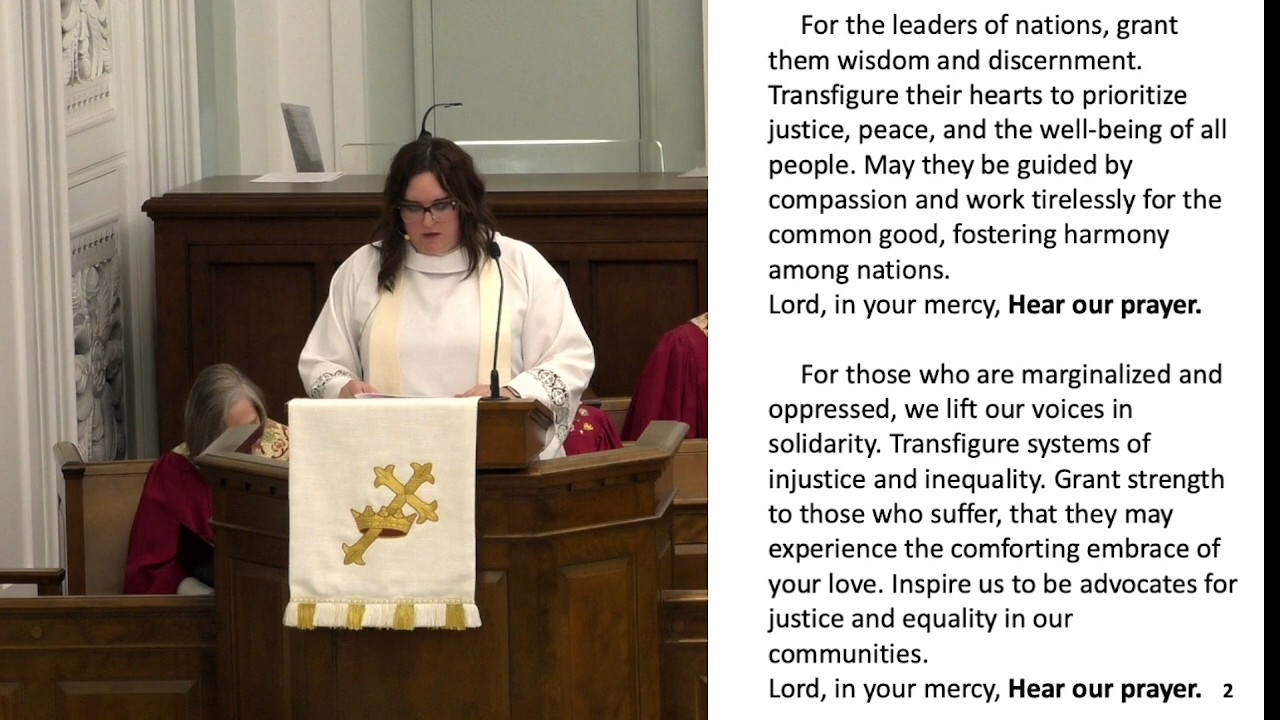 For the leaders of nations, grant
them wisdom and discernment.
Transfigure their hearts to prioritize
justice, peace, and the well-being of all
people. May they be guided by
compassion and work tirelessly for the
common good, fostering harmony
among nations.
Lord, in your mercy, Hear our prayer.
For those who are marginalized and
oppressed, we lift our voices in
solidarity. Transfigure systems of
injustice and inequality. Grant strength
to those who suffer, that they may
experience the comforting embrace of
your love. Inspire us to be advocates for
justice and equality in our
communities.
Lord, in your mercy, Hear our prayer. 2